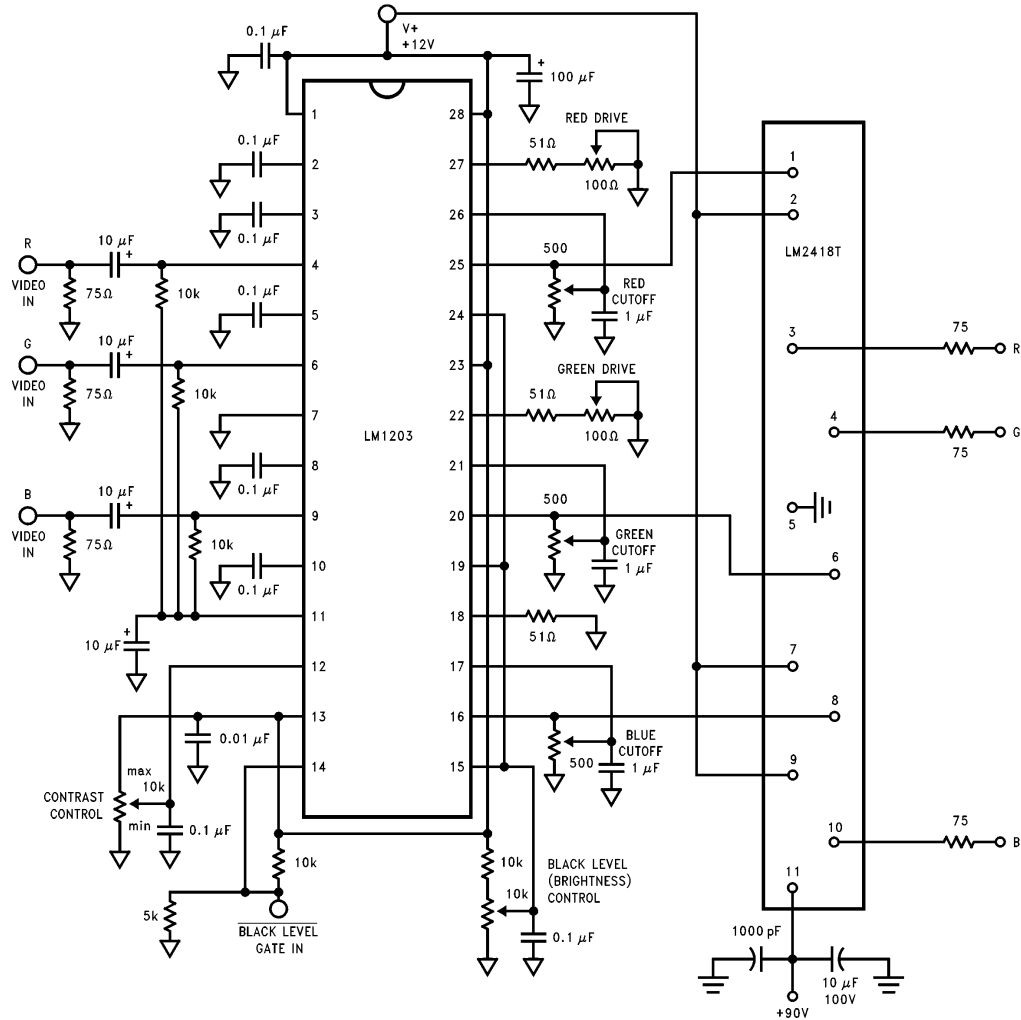 V+
+12V
0.1 μF
+
100 μF
1
28
RED DRIVE
0.1 μF
51Ω
2
27
100Ω
1
2
3
26
0.1 μF
LM2418T
R
VIDEO
IN
10 μF
+
75Ω
10k
4
25
500
RED
CUTOFF
1 μF
0.1 μF
5
24
3
75
R
G
VIDEO
IN
10 μF
+
75Ω
10k
6
23
GREEN DRIVE
51Ω
7
22
100Ω
LM1203
4
75
G
8
21
0.1 μF
B
VIDEO
IN
10 μF
+
75Ω
10k
9
20
500
GREEN
CUTOFF
1 μF
5
10
19
0.1 μF
6
11
18
51Ω
+
10 μF
12
17
7
13
16
BLUE
CUTOFF
500
1 μF
8
0.01 μF
14
15
9
max
10k
CONTRAST
CONTROL
min
0.1 μF
10k
10k
BLACK LEVEL
(BRIGHTNESS)
CONTROL
10k
10
75
B
5k
BLACK LEVEL
GATE IN
0.1 μF
11
1000 pF
10 μF
100V
+90V